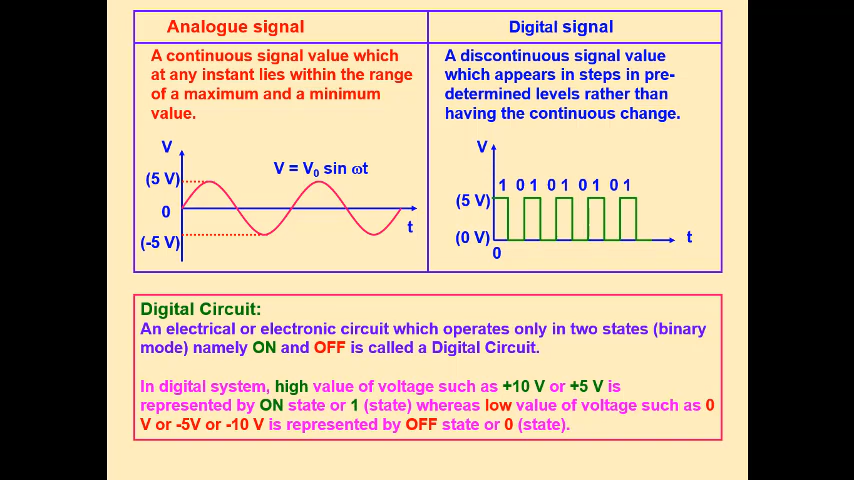 Analogue signal
Digital signal
A continuous signal value which
at any instant lies within the range
of a maximum and a minimum
value.
A discontinuous signal value
which appears in steps in pre-
determined levels rather than
having the continuous change.
V
(5 V)
0
(-5 V)
V = V0 sin ωt
t
V
1 0 1 0 1 0 1 0 1
(5 V)
(0 V)
0
t
Digital Circuit:
An electrical or electronic circuit which operates only in two states (binary
mode) namely ON and OFF is called a Digital Circuit.
In digital system, high value of voltage such as +10 V or +5 V is
represented by ON state or 1 (state) whereas low value of voltage such as 0
V or -5V or -10 V is represented by OFF state or 0 (state).